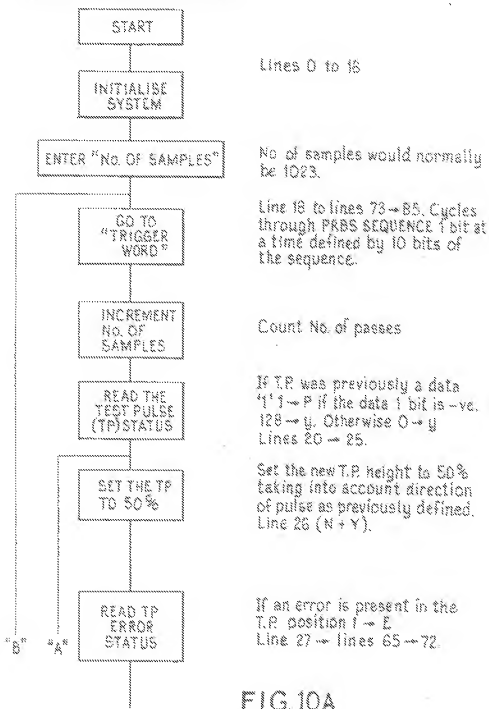 START
Lines 0 to 16
INITIALISE
SYSTEM
ENTER "No. OF SAMPLES"
No of samples would normally
be 1023.
GO TO
"TRIGGER
WORD"
Line 18 to lines 73→85. Cycles
through PRBS SEQUENCE 1 bit at
a time defined by 10 bits of
the sequence.
INCREMENT
No. OF
SAMPLES
Count No. of passes
READ THE
TEST PULSE
(TP) STATUS
If T.P. was previously a data
'1' 1→P if the data 1 bit is -ve.
128→y. Otherwise 0→y
Lines 20→25.
SET THE TP
TO 50%
Set the new T.P. height to 50%
taking into account direction
of pulse as previously defined.
Line 26 (N+Y).
READ TP
ERROR
STATUS
If an error is present in the
T.P. position 1→E
Line 27→lines 65→72.
"B" "A"
FIG. 10A